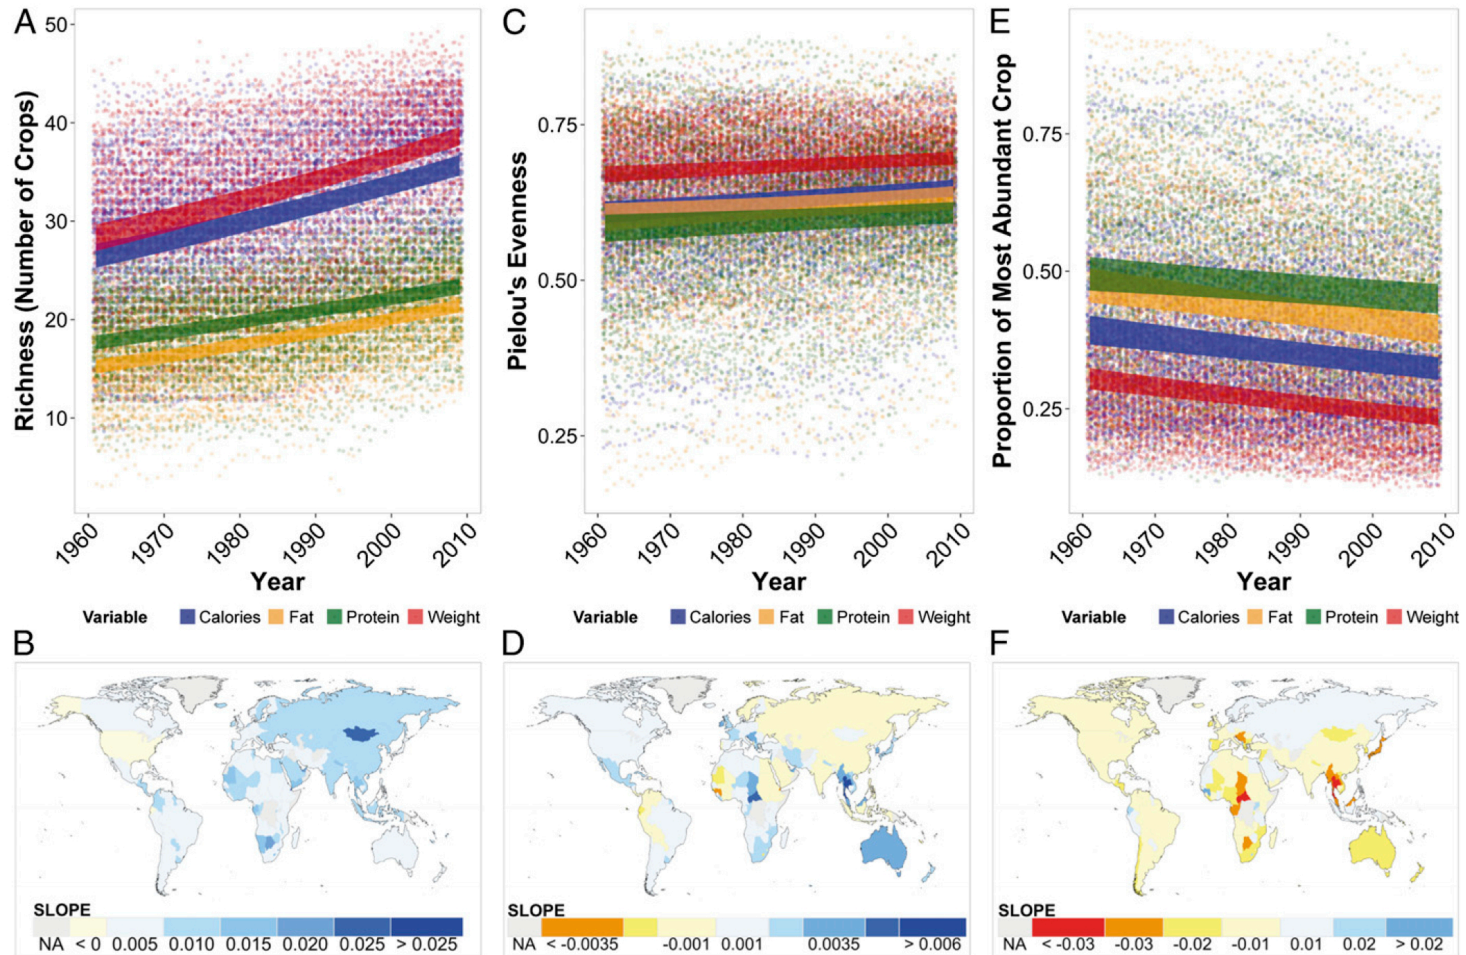 A
Richness (Number of Crops)
50
40
30
20
10
1960 1970 1980 1990 2000 2010
Year
Variable Calories Fat Protein Weight
C
Pielou's Evenness
0.75
0.50
0.25
1960 1970 1980 1990 2000 2010
Year
Variable Calories Fat Protein Weight
E
Proportion of Most Abundant Crop
0.75
0.50
0.25
1960 1970 1980 1990 2000 2010
Year
Variable Calories Fat Protein Weight
B
SLOPE
NA < 0 0.005 0.010 0.015 0.020 0.025 > 0.025
D
SLOPE
NA < -0.0035 -0.001 0.001 0.0035 > 0.006
F
SLOPE
NA < -0.03 -0.03 -0.02 -0.01 0.01 0.02 > 0.02